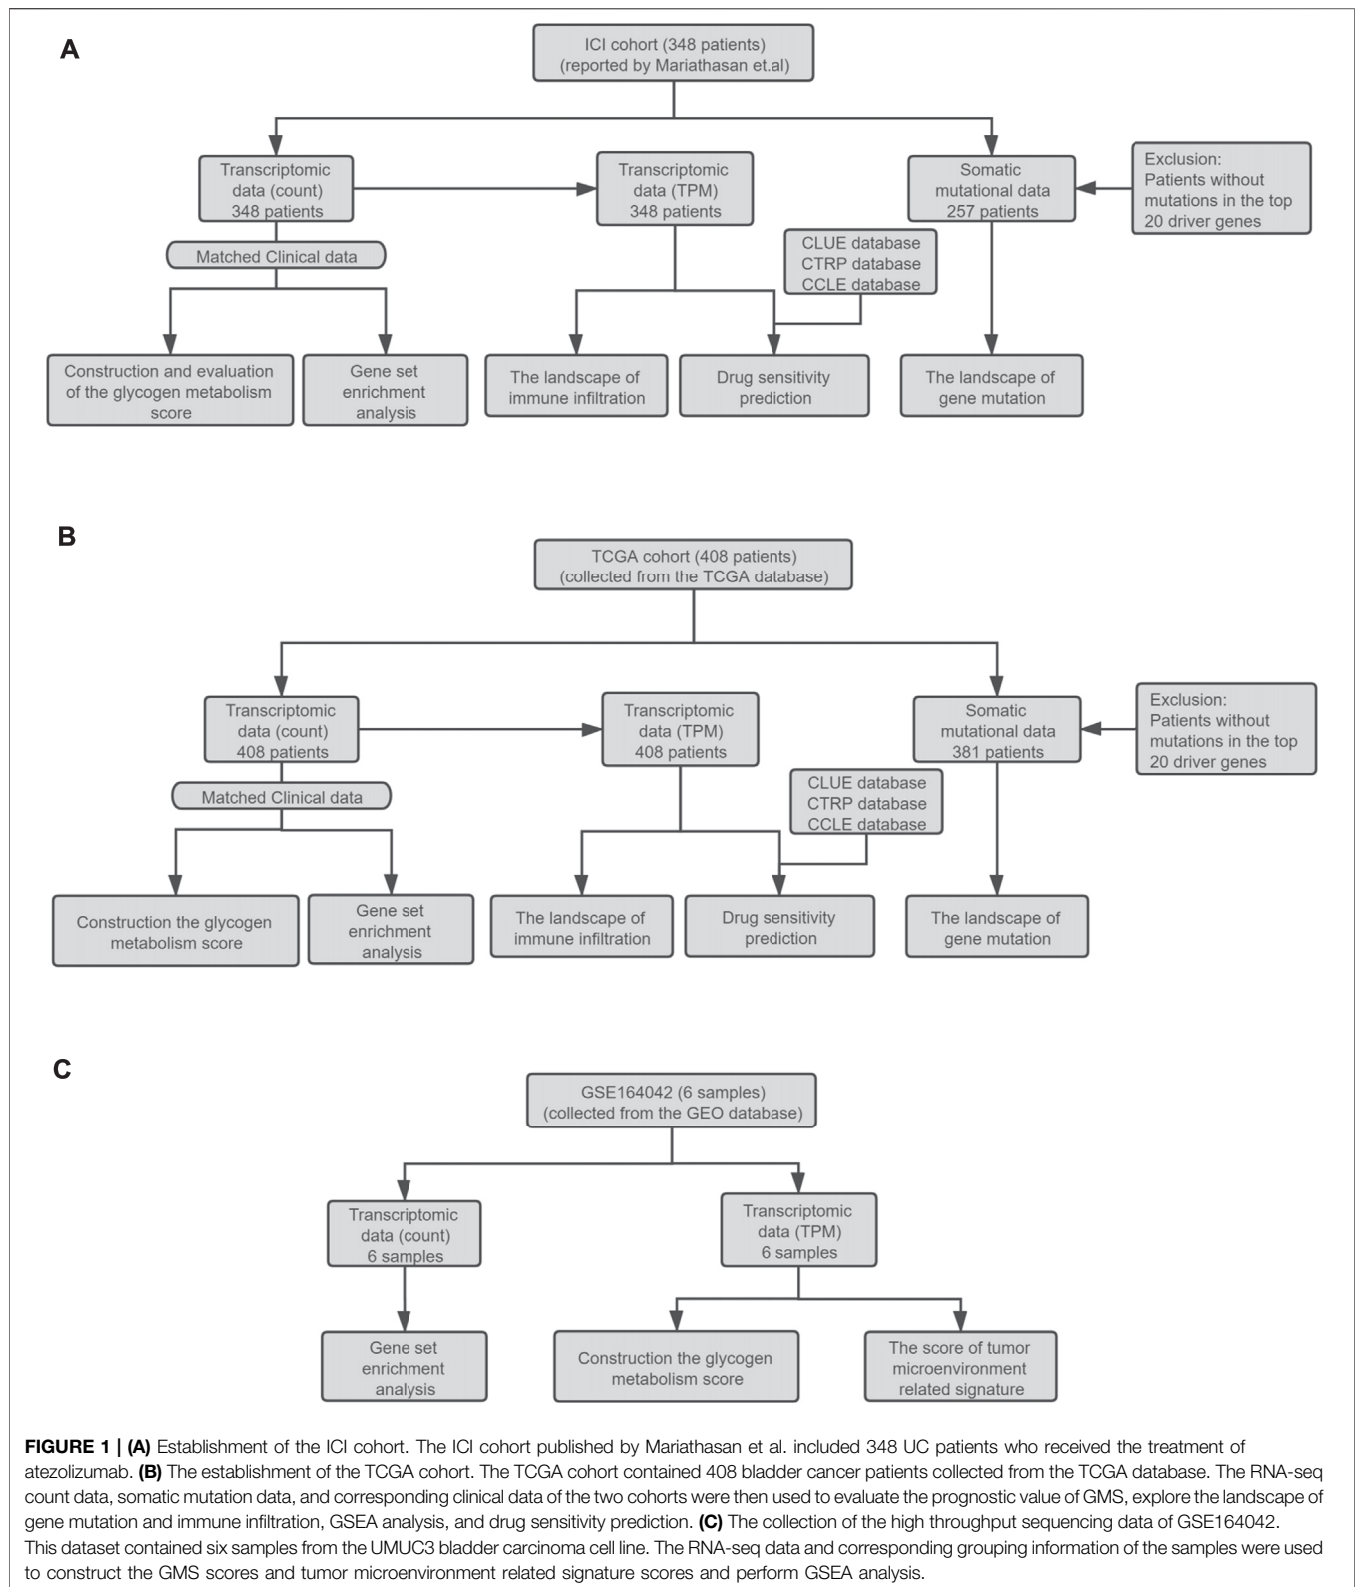 A
ICI cohort (348 patients)
(reported by Mariathasan et.al)
Transcriptomic
data (count)
348 patients
Transcriptomic
data (TPM)
348 patients
Somatic
mutational data
257 patients
Exclusion:
Patients without
mutations in the top
20 driver genes
Matched Clinical data
CLUE database
CTRP database
CCLE database
Construction and evaluation
of the glycogen metabolism
score
Gene set
enrichment
analysis
The landscape of
immune infiltration
Drug sensitivity
prediction
The landscape of
gene mutation
B
TCGA cohort (408 patients)
(collected from the TCGA database)
Transcriptomic
data (count)
408 patients
Transcriptomic
data (TPM)
408 patients
Somatic
mutational data
381 patients
Exclusion:
Patients without
mutations in the top
20 driver genes
Matched Clinical data
CLUE database
CTRP database
CCLE database
Construction the glycogen
metabolism score
Gene set
enrichment
analysis
The landscape of
immune infiltration
Drug sensitivity
prediction
The landscape of
gene mutation
C
GSE164042 (6 samples)
(collected from the GEO database)
Transcriptomic
data (count)
6 samples
Transcriptomic
data (TPM)
6 samples
Gene set
enrichment
analysis
Construction the glycogen
metabolism score
The score of tumor
microenvironment
related signature
FIGURE 1 | (A) Establishment of the ICI cohort. The ICI cohort published by Mariathasan et al. included 348 UC patients who received the treatment of
atezolizumab. (B) The establishment of the TCGA cohort. The TCGA cohort contained 408 bladder cancer patients collected from the TCGA database. The RNA-seq
count data, somatic mutation data, and corresponding clinical data of the two cohorts were then used to evaluate the prognostic value of GMS, explore the landscape of
gene mutation and immune infiltration, GSEA analysis, and drug sensitivity prediction. (C) The collection of the high throughput sequencing data of GSE164042.
This dataset contained six samples from the UMUC3 bladder carcinoma cell line. The RNA-seq data and corresponding grouping information of the samples were used
to construct the GMS scores and tumor microenvironment related signature scores and perform GSEA analysis.